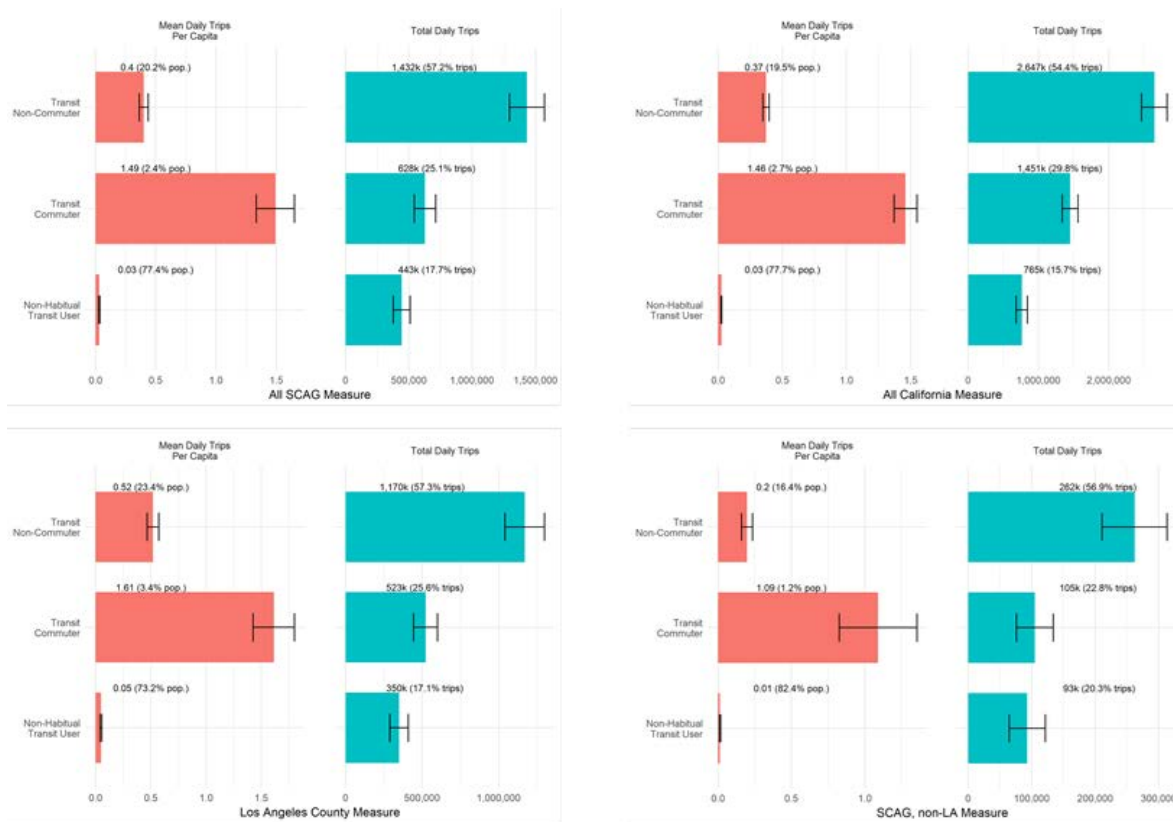 Mean Daily Trips
Per Capita
Total Daily Trips
0.4 (20.2% pop.)
1,432k (57.2% trips)
Transit
Non-Commuter
1.49 (2.4% pop.)
628k (25.1% trips)
Transit
Commuter
0.03 (77.4% pop.)
443k (17.7% trips)
Non-Habitual
Transit User
0.0 0.5 1.0 1.5 0 500,000 1,000,000 1,500,000
All SCAG Measure
Mean Daily Trips
Per Capita
Total Daily Trips
0.37 (19.5% pop.)
2,647k (54.4% trips)
Transit
Non-Commuter
1.46 (2.7% pop.)
1,451k (29.8% trips)
Transit
Commuter
0.03 (77.7% pop.)
765k (15.7% trips)
Non-Habitual
Transit User
0.0 0.5 1.0 1.5 0 1,000,000 2,000,000
All California Measure
Mean Daily Trips
Per Capita
Total Daily Trips
0.52 (23.4% pop.)
1,170k (57.3% trips)
Transit
Non-Commuter
1.61 (3.4% pop.)
523k (25.6% trips)
Transit
Commuter
0.05 (73.2% pop.)
350k (17.1% trips)
Non-Habitual
Transit User
0.0 0.5 1.0 1.5 0 500,000 1,000,000
Los Angeles County Measure
Mean Daily Trips
Per Capita
Total Daily Trips
0.2 (16.4% pop.)
262k (56.9% trips)
Transit
Non-Commuter
1.09 (1.2% pop.)
105k (22.8% trips)
Transit
Commuter
0.01 (82.4% pop.)
93k (20.3% trips)
Non-Habitual
Transit User
0.0 0.5 1.0 0 100,000 200,000
SCAG, non-LA Measure